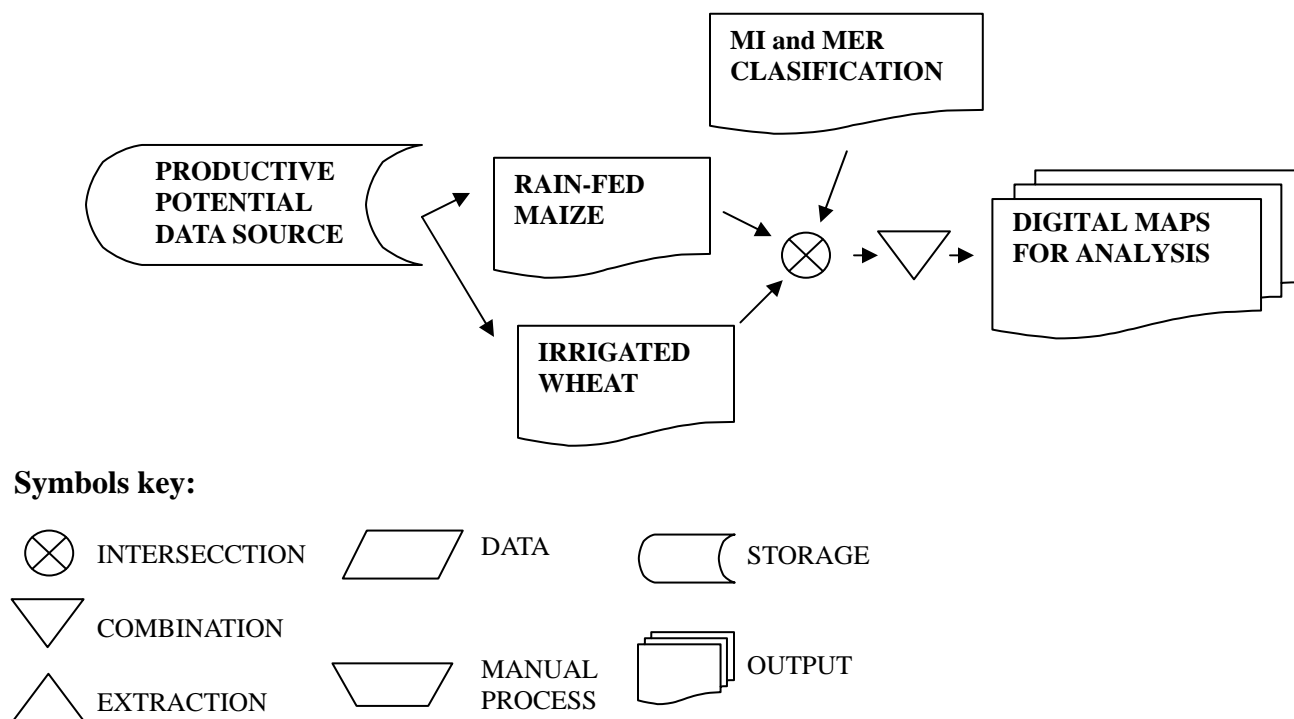 MI and MER
CLASIFICATION
PRODUCTIVE
POTENTIAL
DATA SOURCE
RAIN-FED
MAIZE
DIGITAL MAPS
FOR ANALYSIS
IRRIGATED
WHEAT
Symbols key:
INTERSECCTION
DATA
STORAGE
COMBINATION
MANUAL
PROCESS
OUTPUT
EXTRACTION